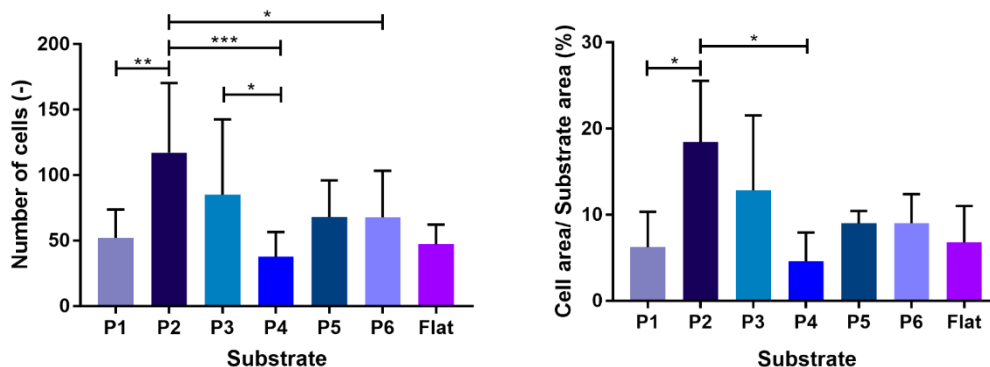 Number of cells (-)
200
150
100
50
0
*
***
**
*
P1 P2 P3 P4 P5 P6 Flat
Substrate
Cell area/ Substrate area (%)
30
20
10
0
*
*
P1 P2 P3 P4 P5 P6 Flat
Substrate